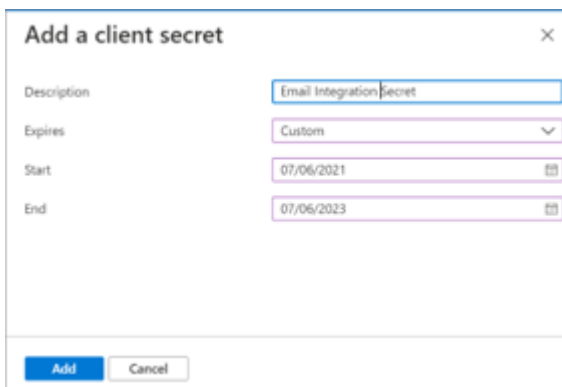 Add a client secret
Description Email Integration Secret
Expires Custom
Start 07/06/2021
End 07/06/2023
Add Cancel